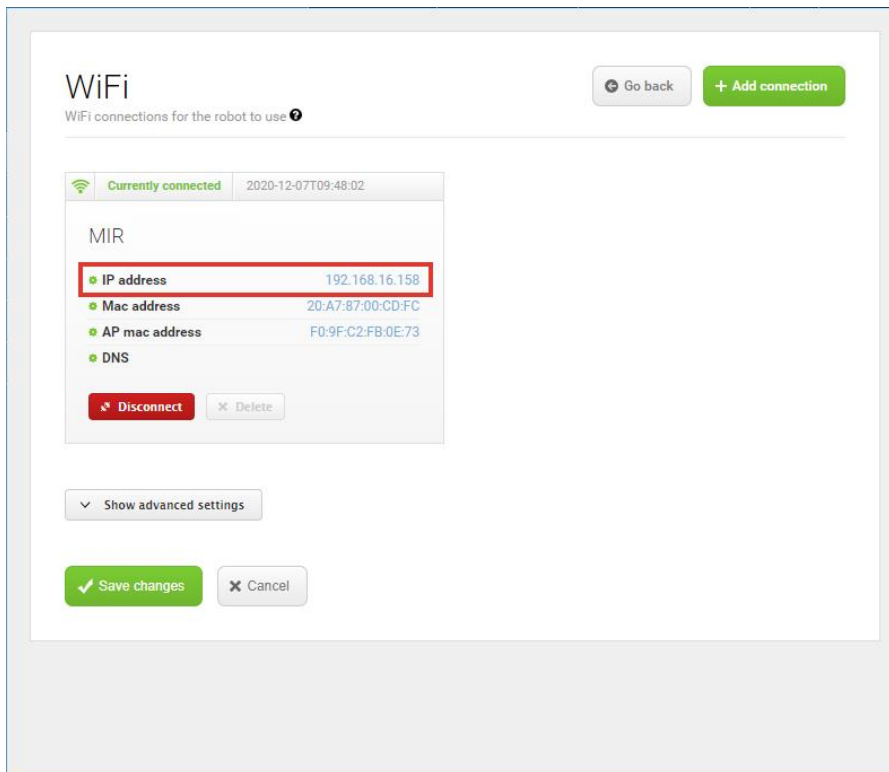 WiFi
Go back
+ Add connection
WiFi connections for the robot to use ?
Currently connected 2020-12-07T09:48:02
MIR
IP address 192.168.16.158
Mac address 20:A7:87:00:CD:FC
AP mac address F0:9F:C2:FB:0E:73
DNS
Disconnect
Delete
Show advanced settings
Save changes
Cancel